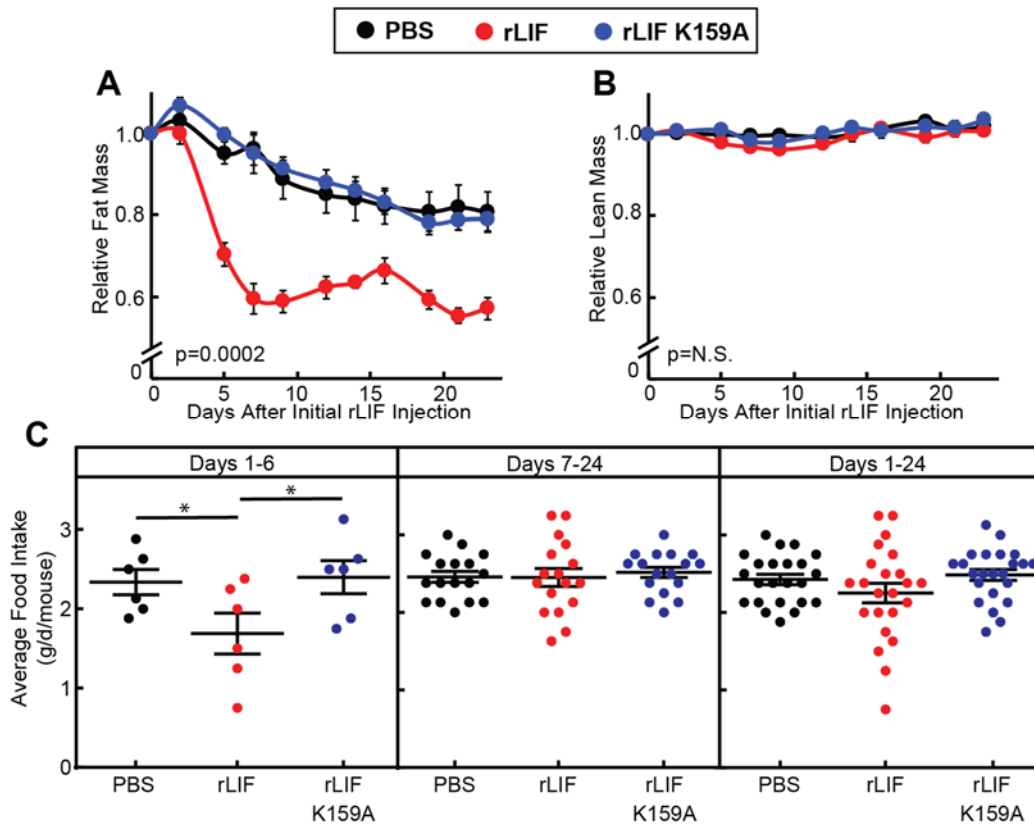 PBS rLIF rLIF K159A
A
Relative Fat Mass
1.0
0.8
0.6
0
p=0.0002
0 5 10 15 20
Days After Initial rLIF Injection
B
Relative Lean Mass
1.0
0.8
0.6
0
p=N.S.
0 5 10 15 20
Days After Initial rLIF Injection
C
Days 1-6 Days 7-24 Days 1-24
Average Food Intake
(g/d/mouse)
3
2
1
0
* *
PBS rLIF rLIF PBS rLIF rLIF PBS rLIF rLIF
K159A K159A K159A